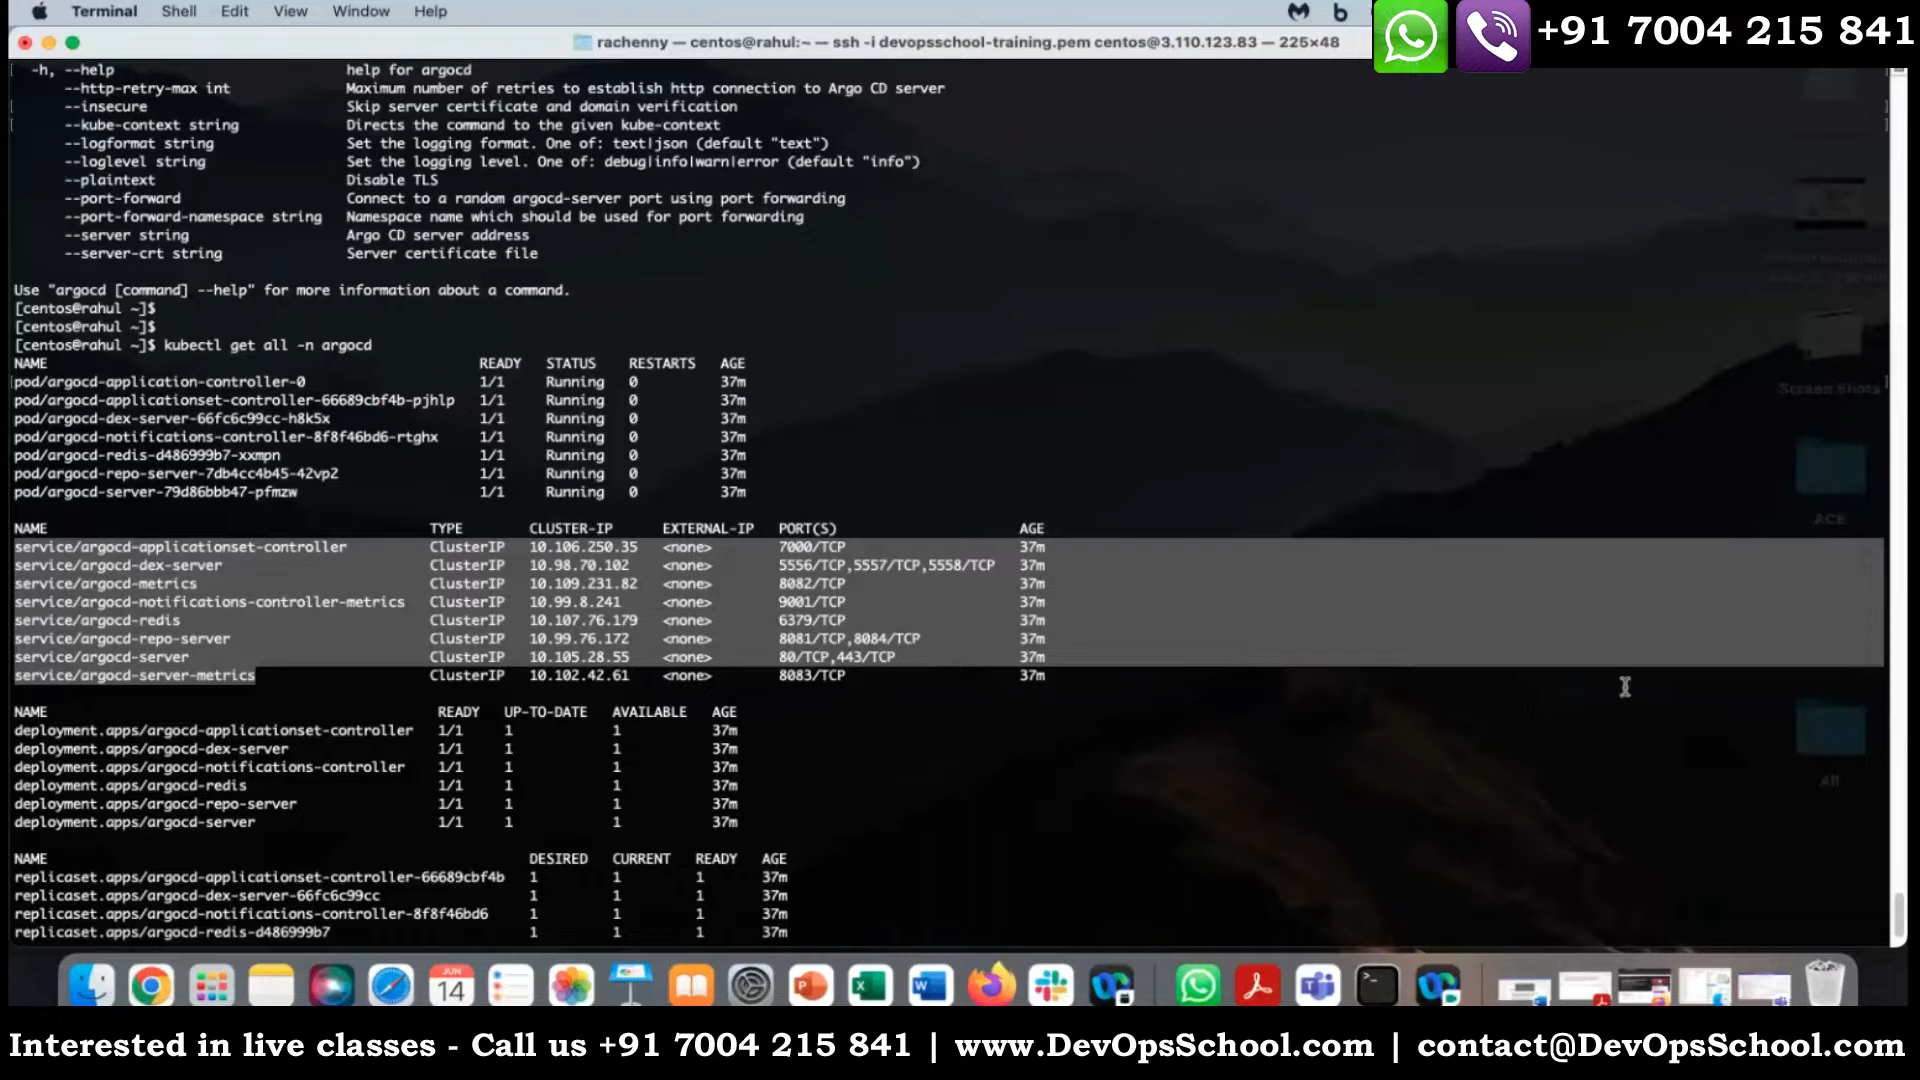 Terminal Shell Edit View Window Help
+91 7004 215 841
rachenny — centos@rahul:~ — ssh -i devopsschool-training.pem centos@3.110.123.83 — 225×48
-h, --help help for argocd
--http-retry-max int Maximum number of retries to establish http connection to Argo CD server
--insecure Skip server certificate and domain verification
--kube-context string Directs the command to the given kube-context
--logformat string Set the logging format. One of: text|json (default "text")
--loglevel string Set the logging level. One of: debug|info|warn|error (default "info")
--plaintext Disable TLS
--port-forward Connect to a random argocd-server port using port forwarding
--port-forward-namespace string Namespace name which should be used for port forwarding
--server string Argo CD server address
--server-crt string Server certificate file
Use "argocd [command] --help" for more information about a command.
[centos@rahul ~]$
[centos@rahul ~]$
[centos@rahul ~]$ kubectl get all -n argocd
NAME READY STATUS RESTARTS AGE
pod/argocd-application-controller-0 1/1 Running 0 37m
pod/argocd-applicationset-controller-66689cbf4b-pjhlp 1/1 Running 0 37m
pod/argocd-dex-server-66fc6c99cc-h8k5x 1/1 Running 0 37m
pod/argocd-notifications-controller-8f8f46bd6-rtghx 1/1 Running 0 37m
pod/argocd-redis-d486999b7-xxmpn 1/1 Running 0 37m
pod/argocd-repo-server-7db4cc4b45-42vp2 1/1 Running 0 37m
pod/argocd-server-79d86bbb47-pfmzw 1/1 Running 0 37m
NAME TYPE CLUSTER-IP EXTERNAL-IP PORT(S) AGE
service/argocd-applicationset-controller ClusterIP 10.106.250.35 <none> 7000/TCP 37m
service/argocd-dex-server ClusterIP 10.98.70.102 <none> 5556/TCP,5557/TCP,5558/TCP 37m
service/argocd-metrics ClusterIP 10.109.231.82 <none> 8082/TCP 37m
service/argocd-notifications-controller-metrics ClusterIP 10.99.8.241 <none> 9001/TCP 37m
service/argocd-redis ClusterIP 10.107.76.179 <none> 6379/TCP 37m
service/argocd-repo-server ClusterIP 10.99.76.172 <none> 8081/TCP,8084/TCP 37m
service/argocd-server ClusterIP 10.105.28.55 <none> 80/TCP,443/TCP 37m
service/argocd-server-metrics ClusterIP 10.102.42.61 <none> 8083/TCP 37m
NAME READY UP-TO-DATE AVAILABLE AGE
deployment.apps/argocd-applicationset-controller 1/1 1 1 37m
deployment.apps/argocd-dex-server 1/1 1 1 37m
deployment.apps/argocd-notifications-controller 1/1 1 1 37m
deployment.apps/argocd-redis 1/1 1 1 37m
deployment.apps/argocd-repo-server 1/1 1 1 37m
deployment.apps/argocd-server 1/1 1 1 37m
NAME DESIRED CURRENT READY AGE
replicaset.apps/argocd-applicationset-controller-66689cbf4b 1 1 1 37m
replicaset.apps/argocd-dex-server-66fc6c99cc 1 1 1 37m
replicaset.apps/argocd-notifications-controller-8f8f46bd6 1 1 1 37m
replicaset.apps/argocd-redis-d486999b7 1 1 1 37m
Screen Shots
ACE
All
JUN
14
Interested in live classes - Call us +91 7004 215 841 | www.DevOpsSchool.com | contact@DevOpsSchool.com